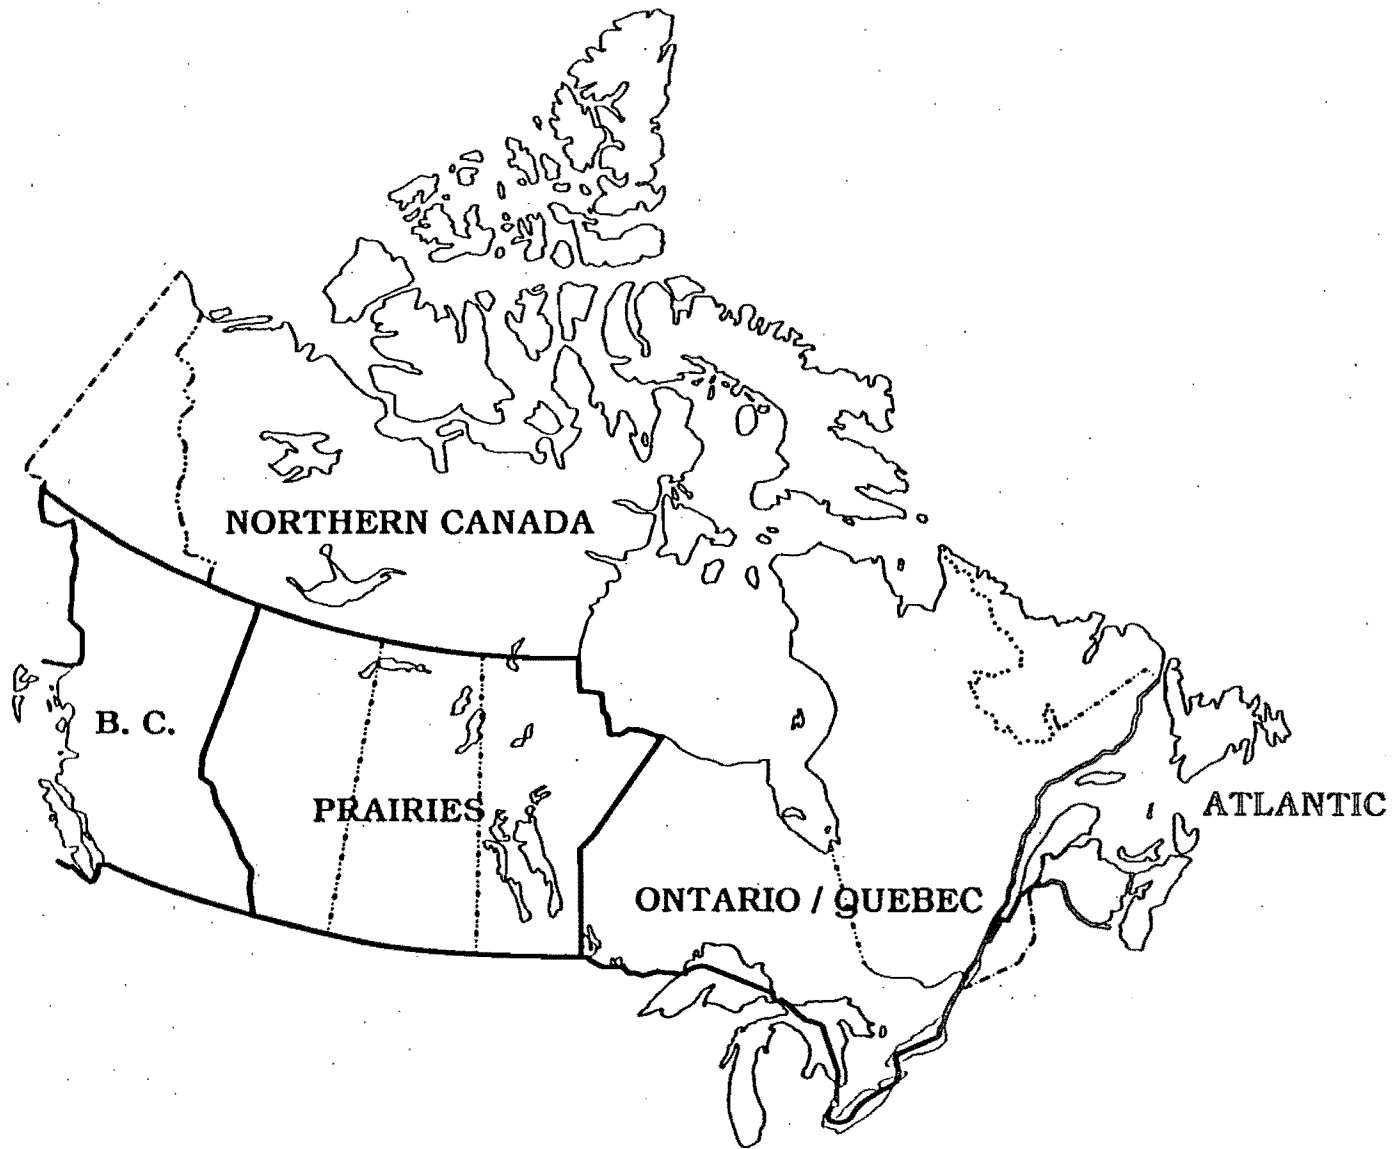 NORTHERN CANADA
B. C.
PRAIRIES
ATLANTIC
ONTARIO / QUEBEC